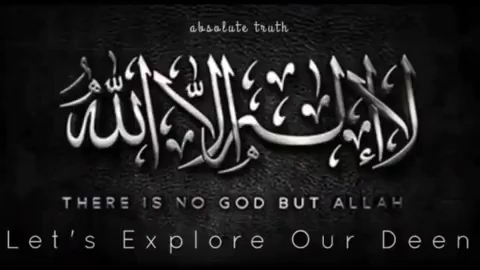 absolute truth
لا إله إلا الله
THERE IS NO GOD BUT ALLAH
Let's Explore Our Deen